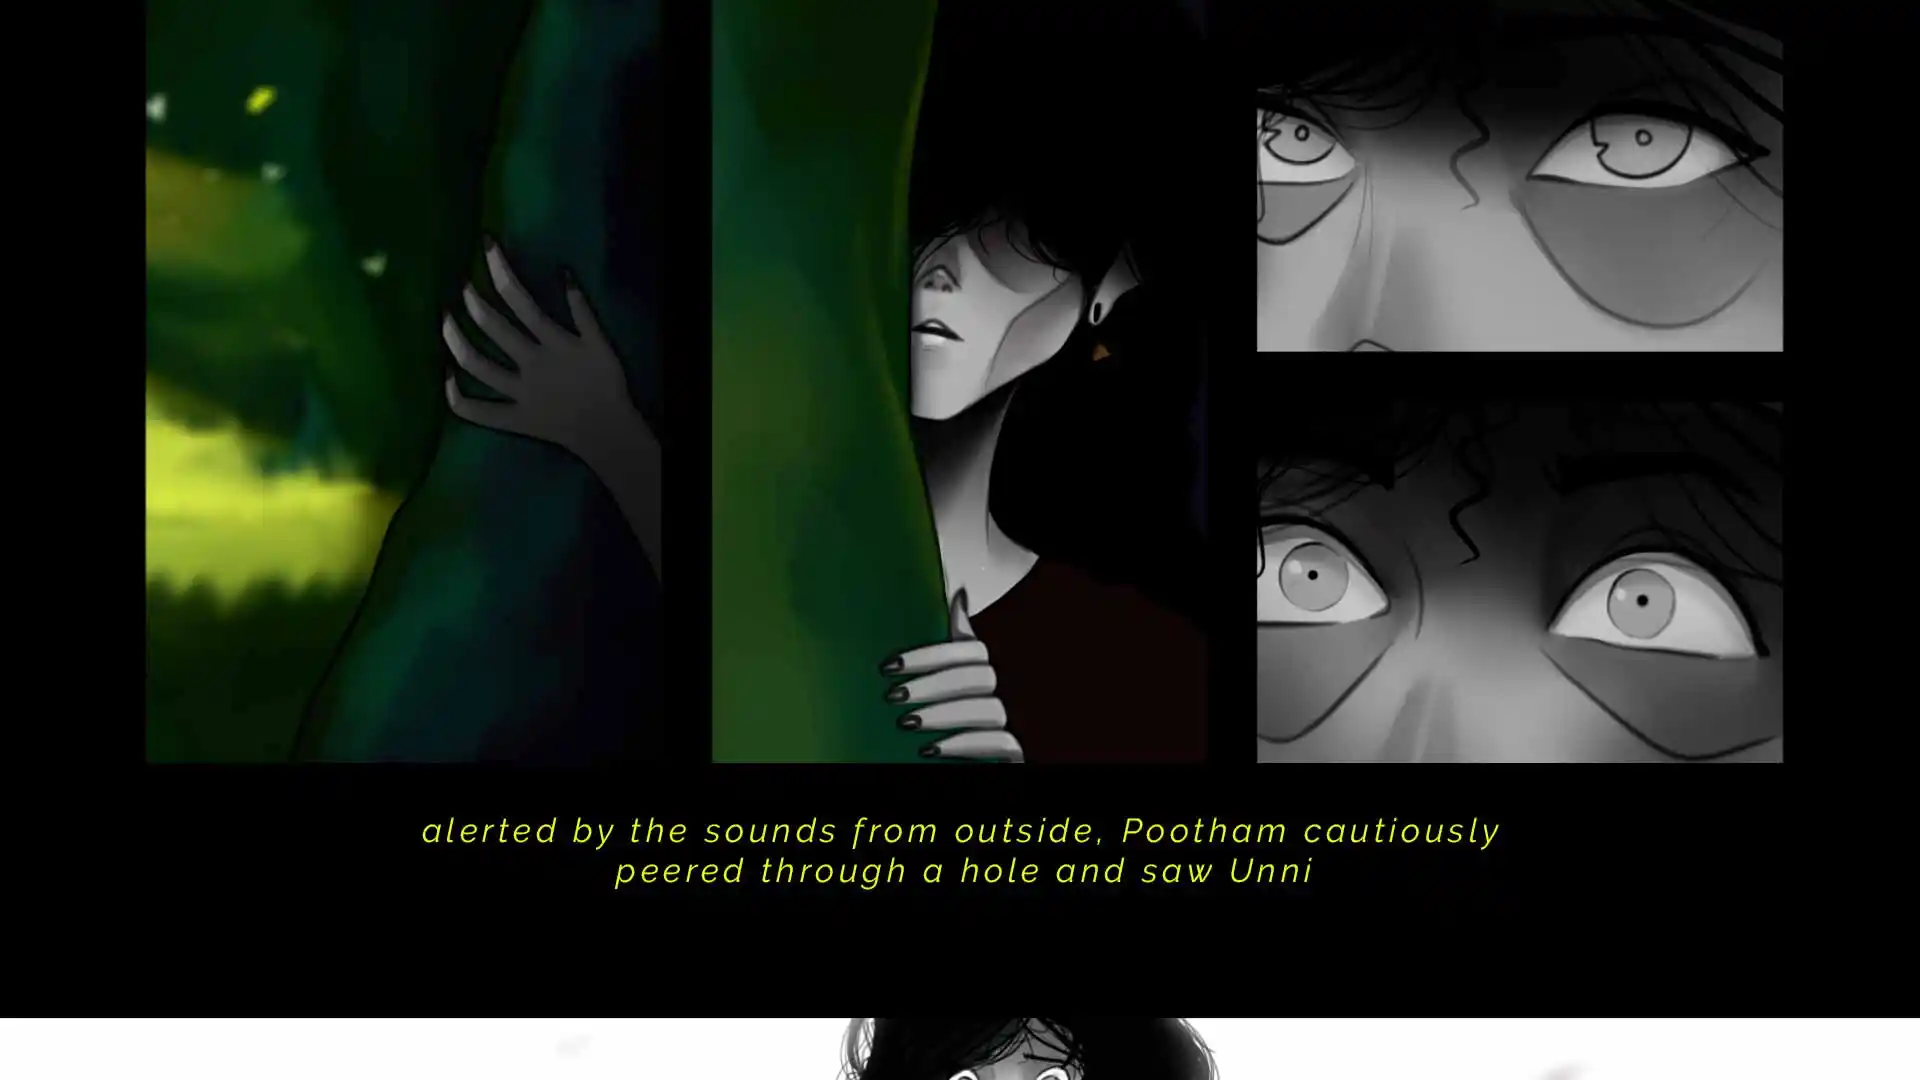 alerted by the sounds from outside, Pootham cautiously
peered through a hole and saw Unni